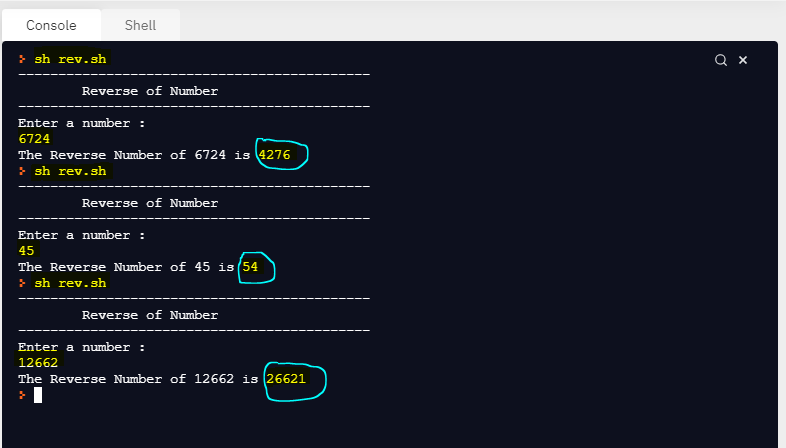 Console Shell
sh rev.sh
--------------------------------------------
Reverse of Number
--------------------------------------------
Enter a number :
6724
The Reverse Number of 6724 is 4276
sh rev.sh
--------------------------------------------
Reverse of Number
--------------------------------------------
Enter a number :
45
The Reverse Number of 45 is 54
sh rev.sh
--------------------------------------------
Reverse of Number
--------------------------------------------
Enter a number :
12662
The Reverse Number of 12662 is 26621